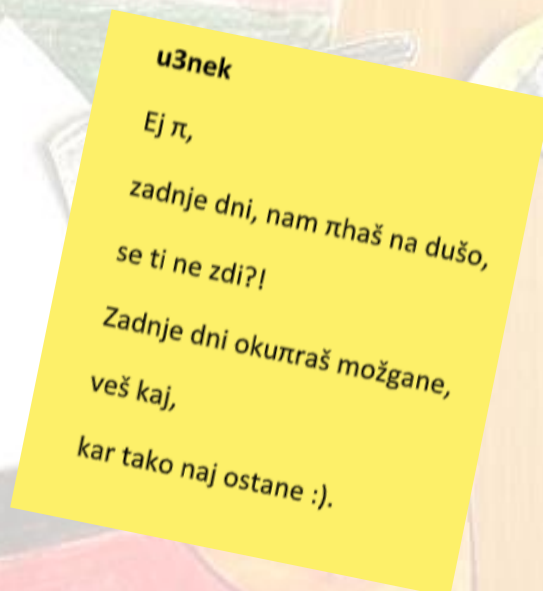 u3nek
Ej π,
zadnje dni, nam πhaš na dušo,
se ti ne zdi?!
Zadnje dni okuπraš možgane,
veš kaj,
kar tako naj ostane :).